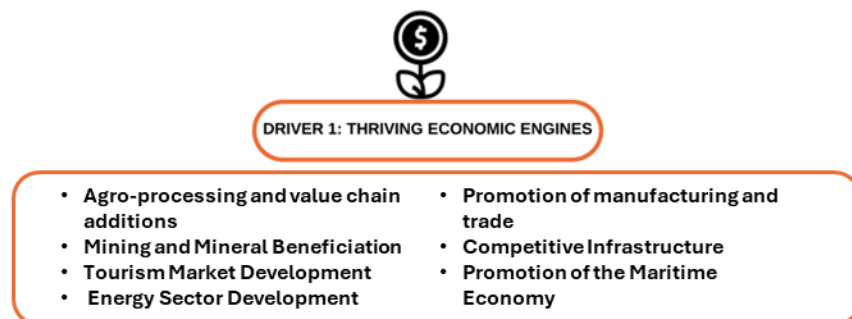 $
DRIVER 1: THRIVING ECONOMIC ENGINES
• Agro-processing and value chain
additions
• Mining and Mineral Beneficiation
• Tourism Market Development
• Energy Sector Development
• Promotion of manufacturing and
trade
• Competitive Infrastructure
• Promotion of the Maritime
Economy